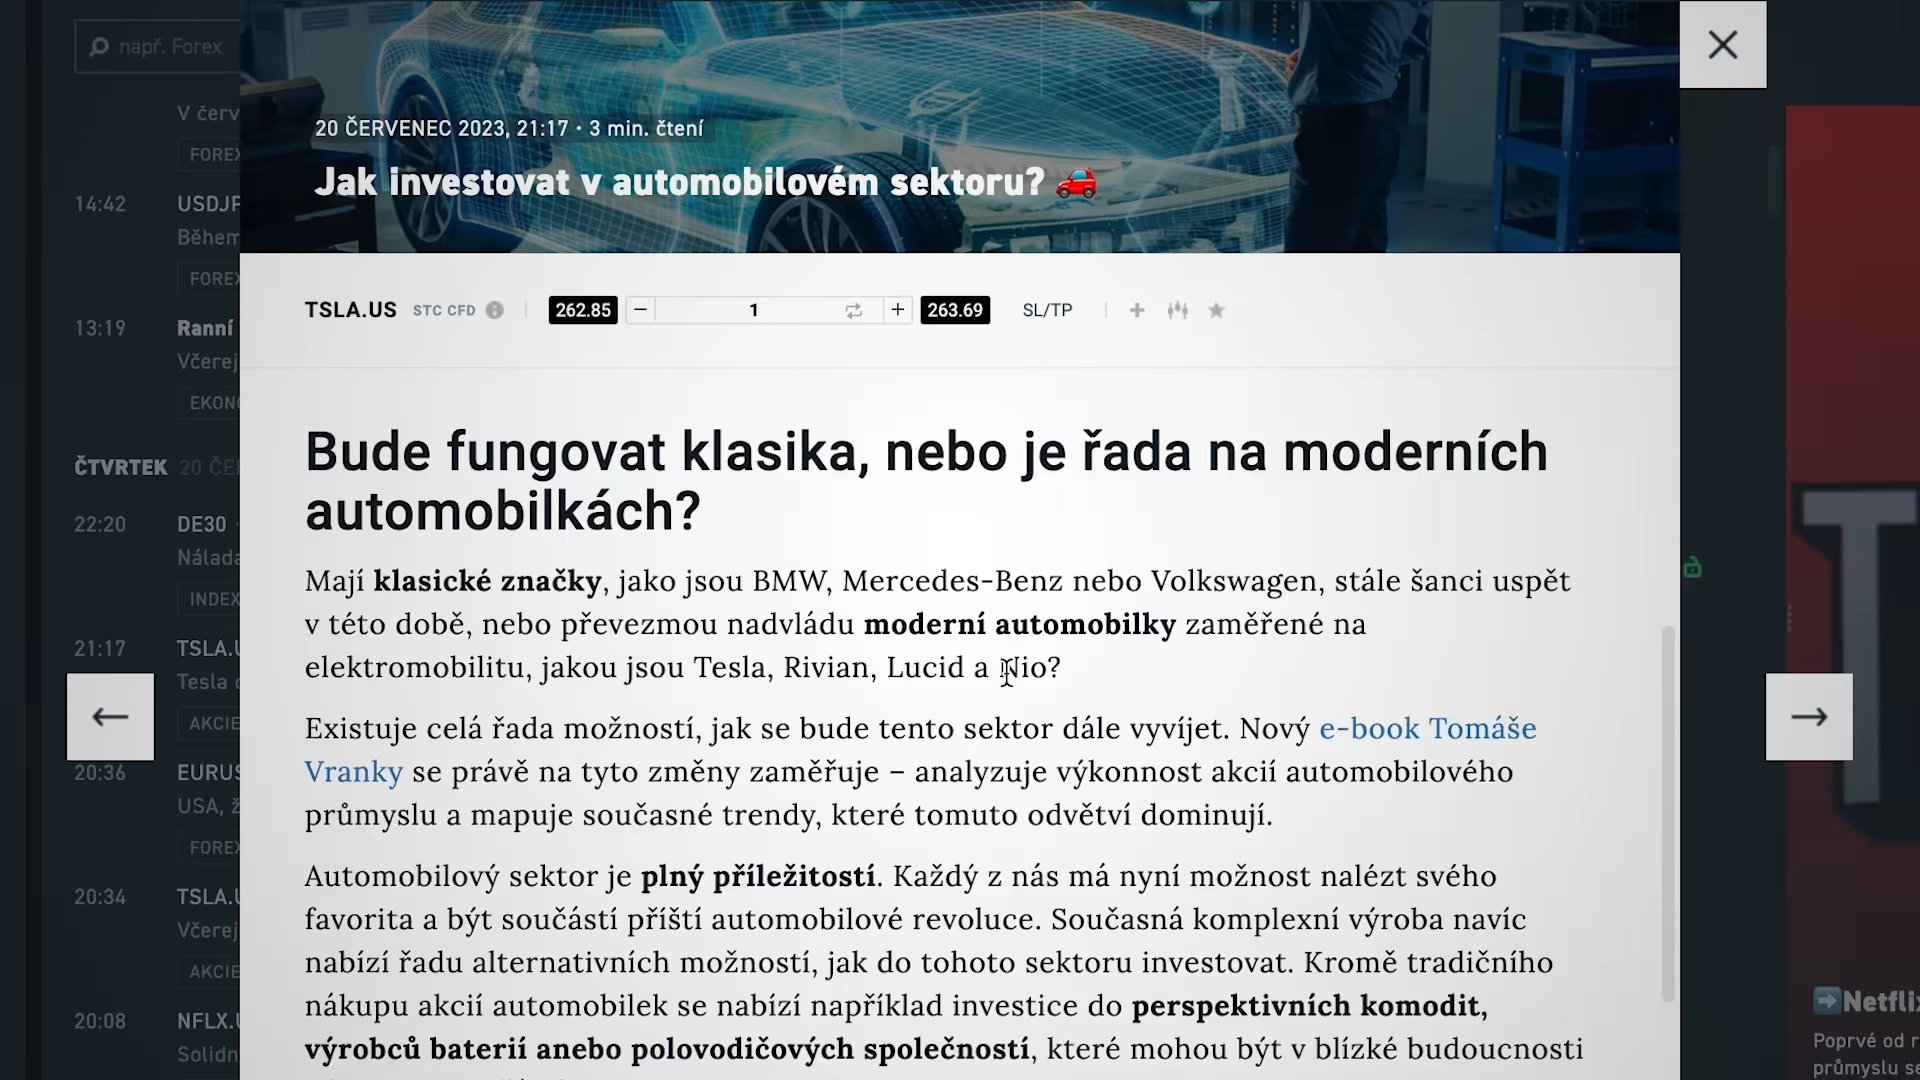 např. Forex
V červ
FOREX
14:42 USDJP
Během
FOREX
13:19 Ranní
Včerej
EKON
ČTVRTEK 20 ČE
22:20 DE30
Nálada
INDEX
21:17 TSLA.U
Tesla
AKCIE
20:36 EURUS
USA, ž
FOREX
20:34 TSLA.U
Včerej
AKCIE
20:08 NFLX.U
Solidn
20 ČERVENEC 2023, 21:17 · 3 min. čtení
Jak investovat v automobilovém sektoru? 🚗
TSLA.US STC CFD 262.85 − 1 + 263.69 SL/TP
Bude fungovat klasika, nebo je řada na moderních
automobilkách?
Mají klasické značky, jako jsou BMW, Mercedes-Benz nebo Volkswagen, stále šanci uspět
v této době, nebo převezmou nadvládu moderní automobilky zaměřené na
elektromobilitu, jakou jsou Tesla, Rivian, Lucid a Nio?
Existuje celá řada možností, jak se bude tento sektor dále vyvíjet. Nový e-book Tomáše
Vranky se právě na tyto změny zaměřuje – analyzuje výkonnost akcií automobilového
průmyslu a mapuje současné trendy, které tomuto odvětví dominují.
Automobilový sektor je plný příležitostí. Každý z nás má nyní možnost nalézt svého
favorita a být součástí příští automobilové revoluce. Současná komplexní výroba navíc
nabízí řadu alternativních možností, jak do tohoto sektoru investovat. Kromě tradičního
nákupu akcií automobilek se nabízí například investice do perspektivních komodit,
výrobců baterií anebo polovodičových společností, které mohou být v blízké budoucnosti
➡Netflix
Poprvé od r
průmyslu se